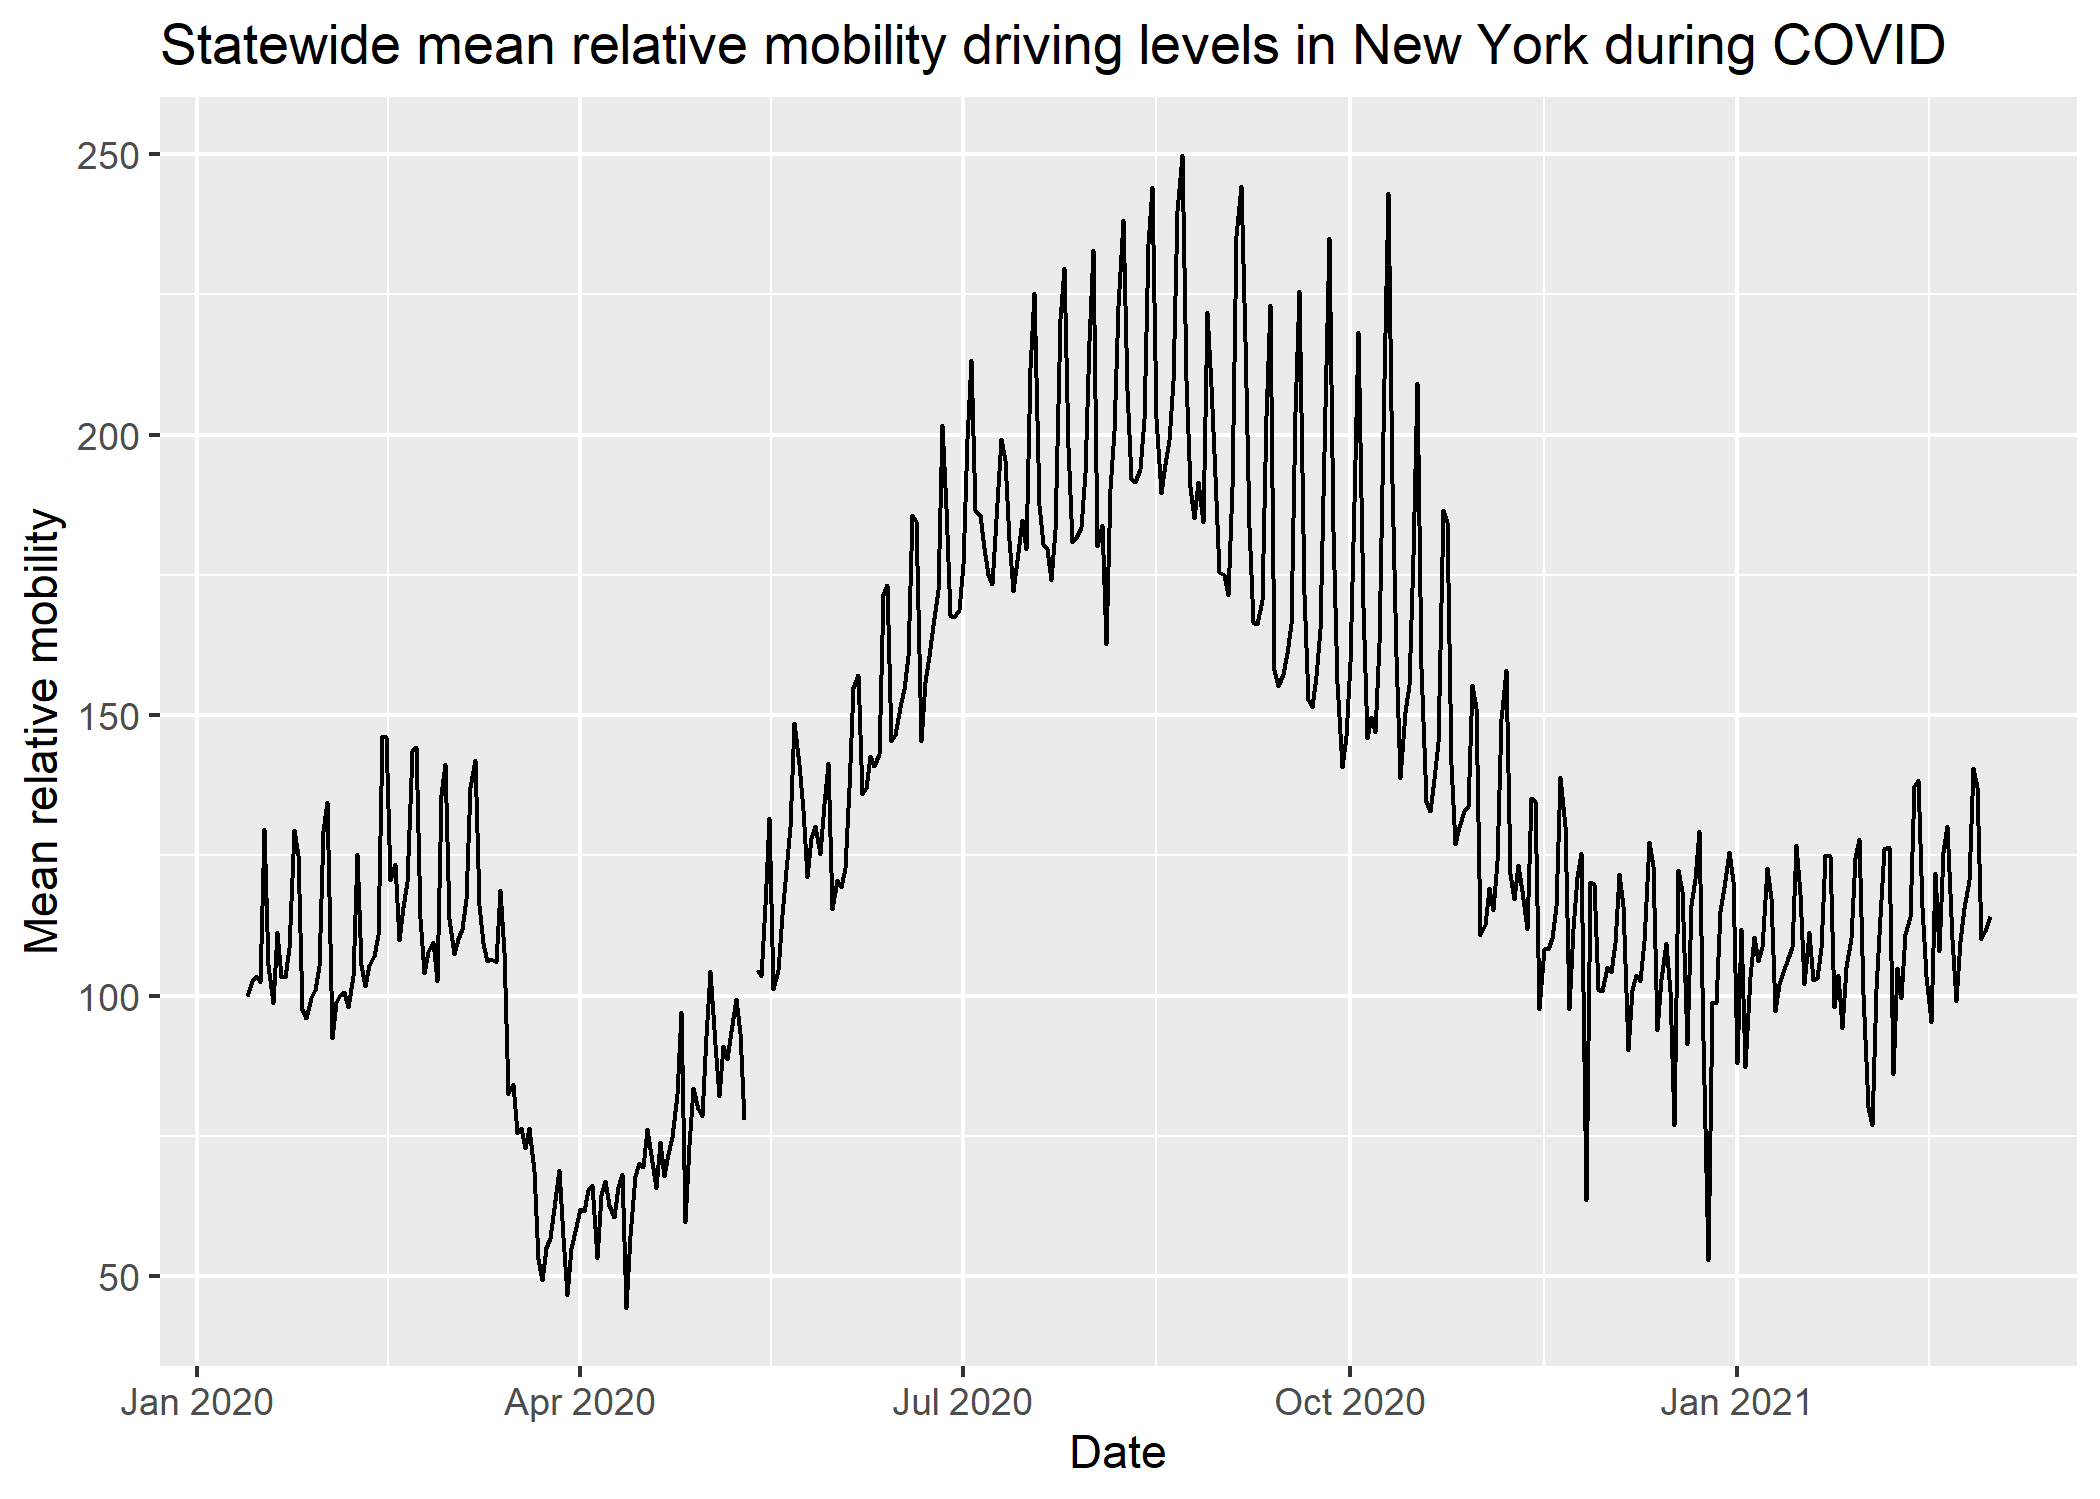 Statewide mean relative mobility driving levels in New York during COVID
250
200
150
100
50
Mean relative mobility
Jan 2020
Apr 2020
Jul 2020
Oct 2020
Jan 2021
Date